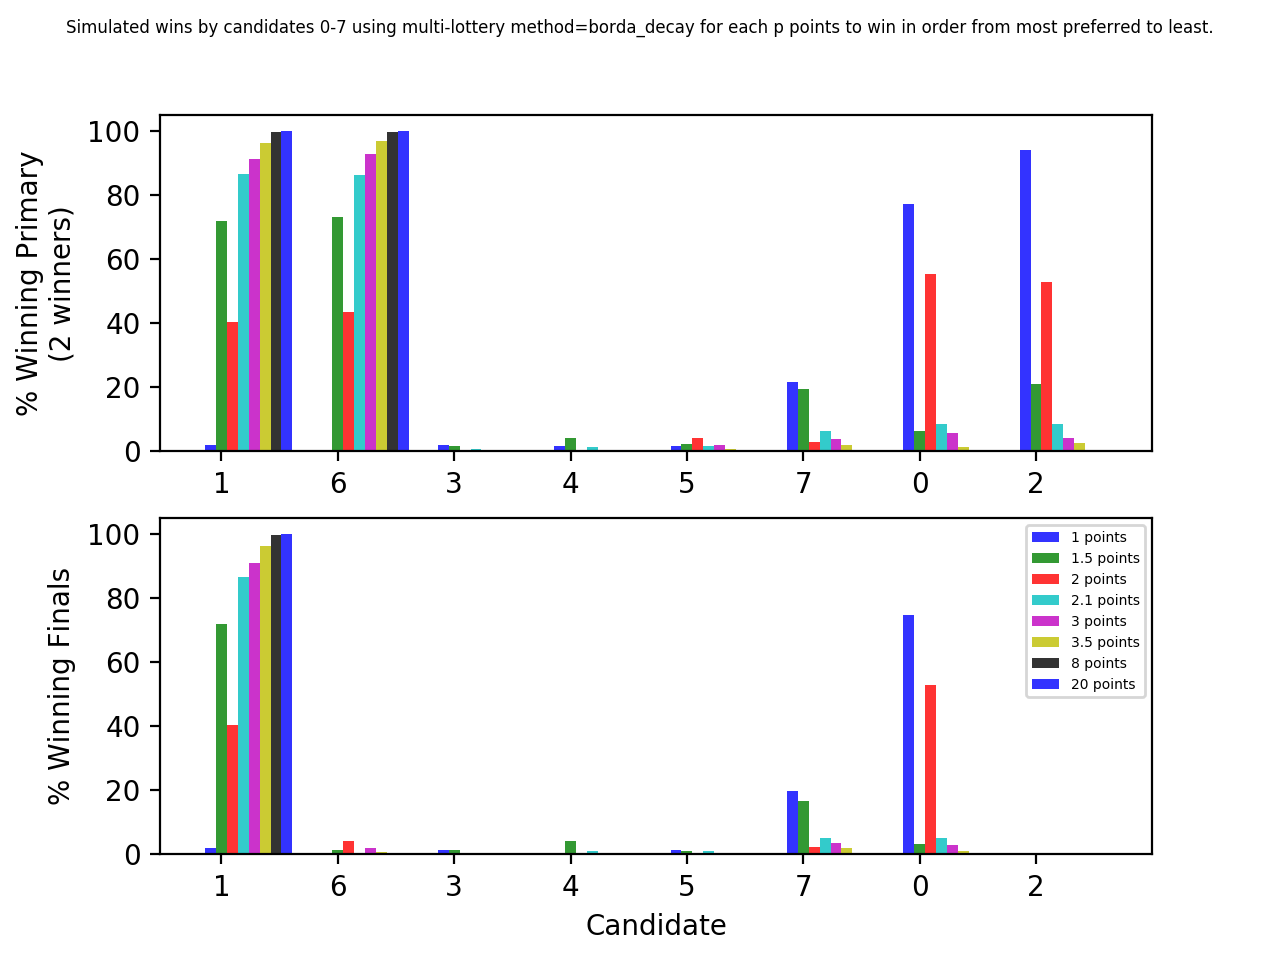 Simulated wins by candidates 0-7 using multi-lottery method=borda_decay for each p points to win in order from most preferred to least.
% Winning Primary
(2 winners)
100
80
60
40
20
0
1 6 3 4 5 7 0 2
% Winning Finals
100
80
60
40
20
0
1 points
1.5 points
2 points
2.1 points
3 points
3.5 points
8 points
20 points
1 6 3 4 5 7 0 2
Candidate